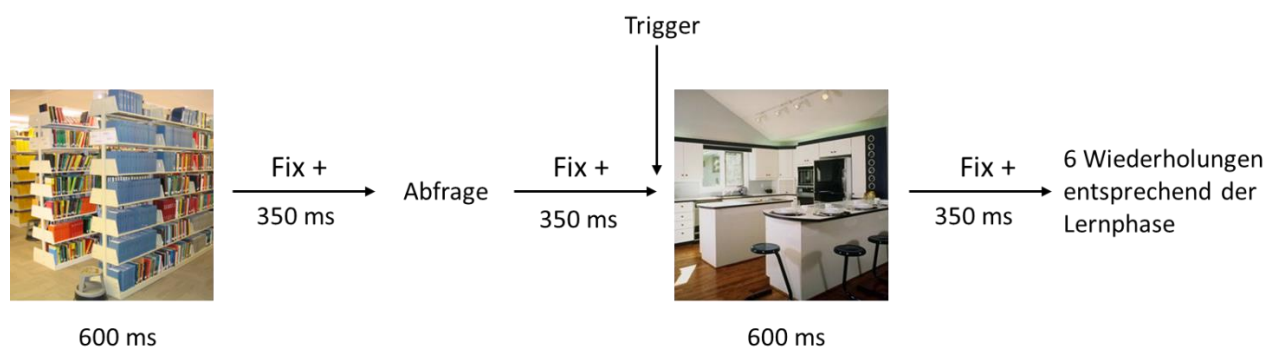 Trigger
Fix +
350 ms
Abfrage
Fix +
350 ms
Fix +
350 ms
6 Wiederholungen
entsprechend der
Lernphase
600 ms
600 ms